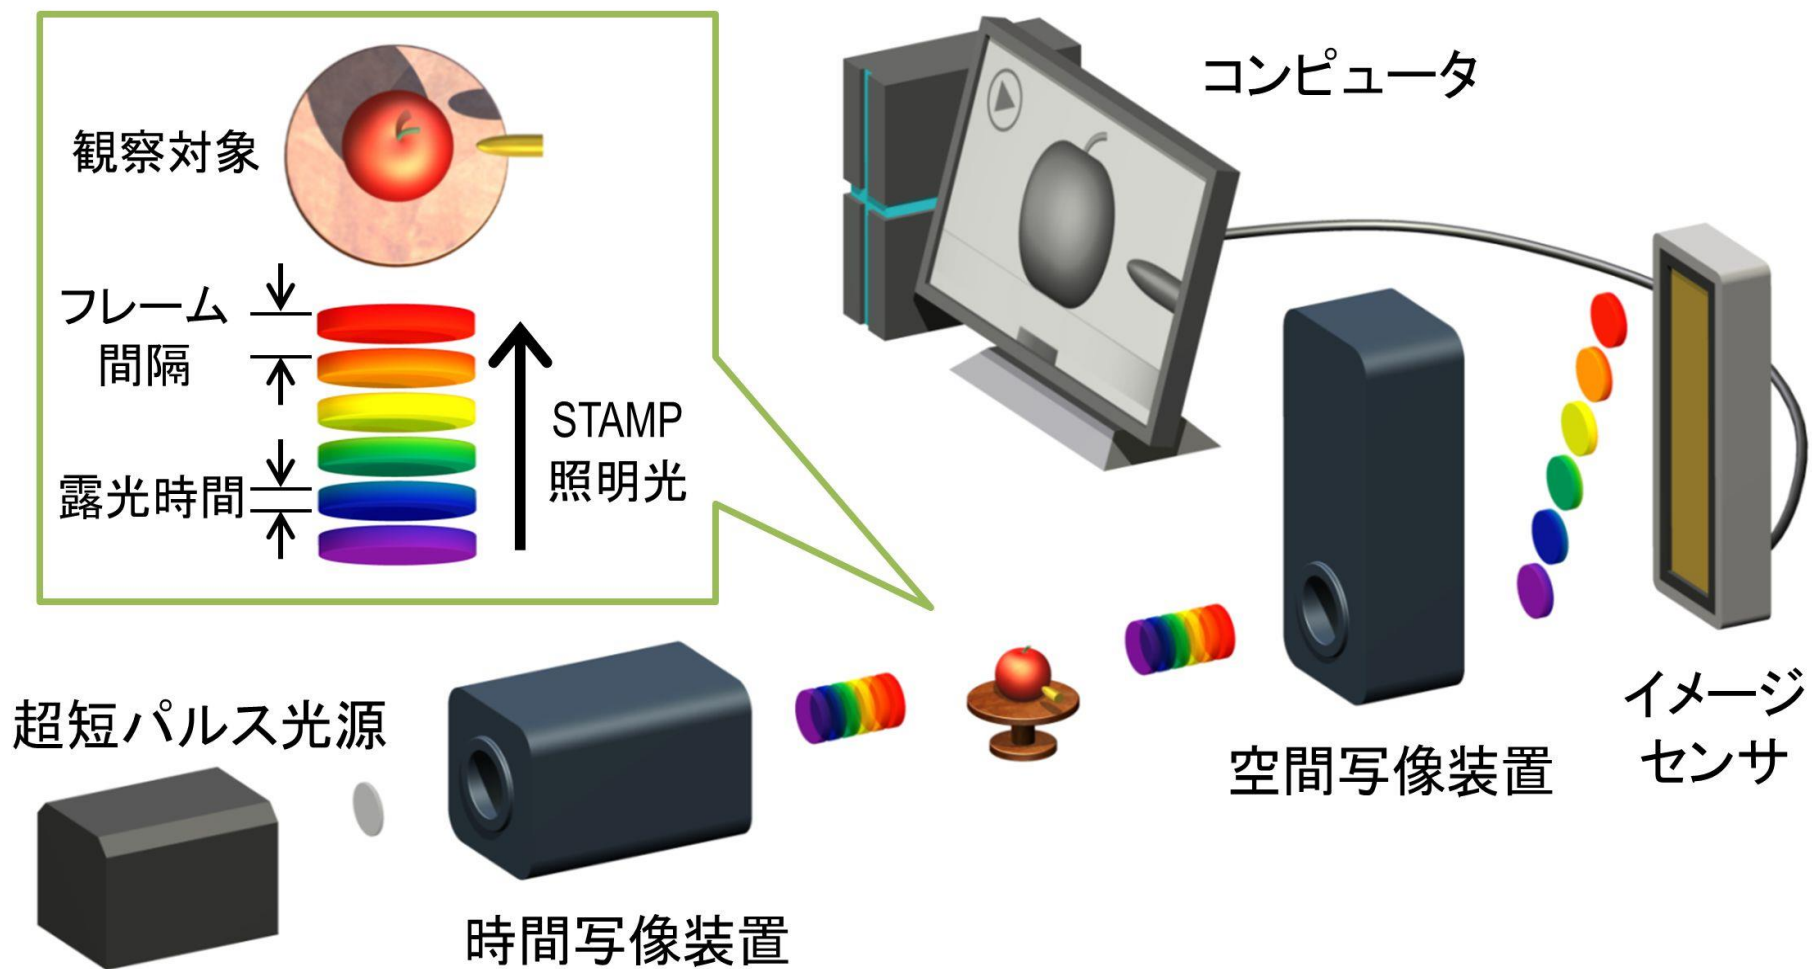 観察対象
フレーム
間隔
露光時間
STAMP
照明光
コンピュータ
超短パルス光源
時間写像装置
空間写像装置
イメージ
センサ